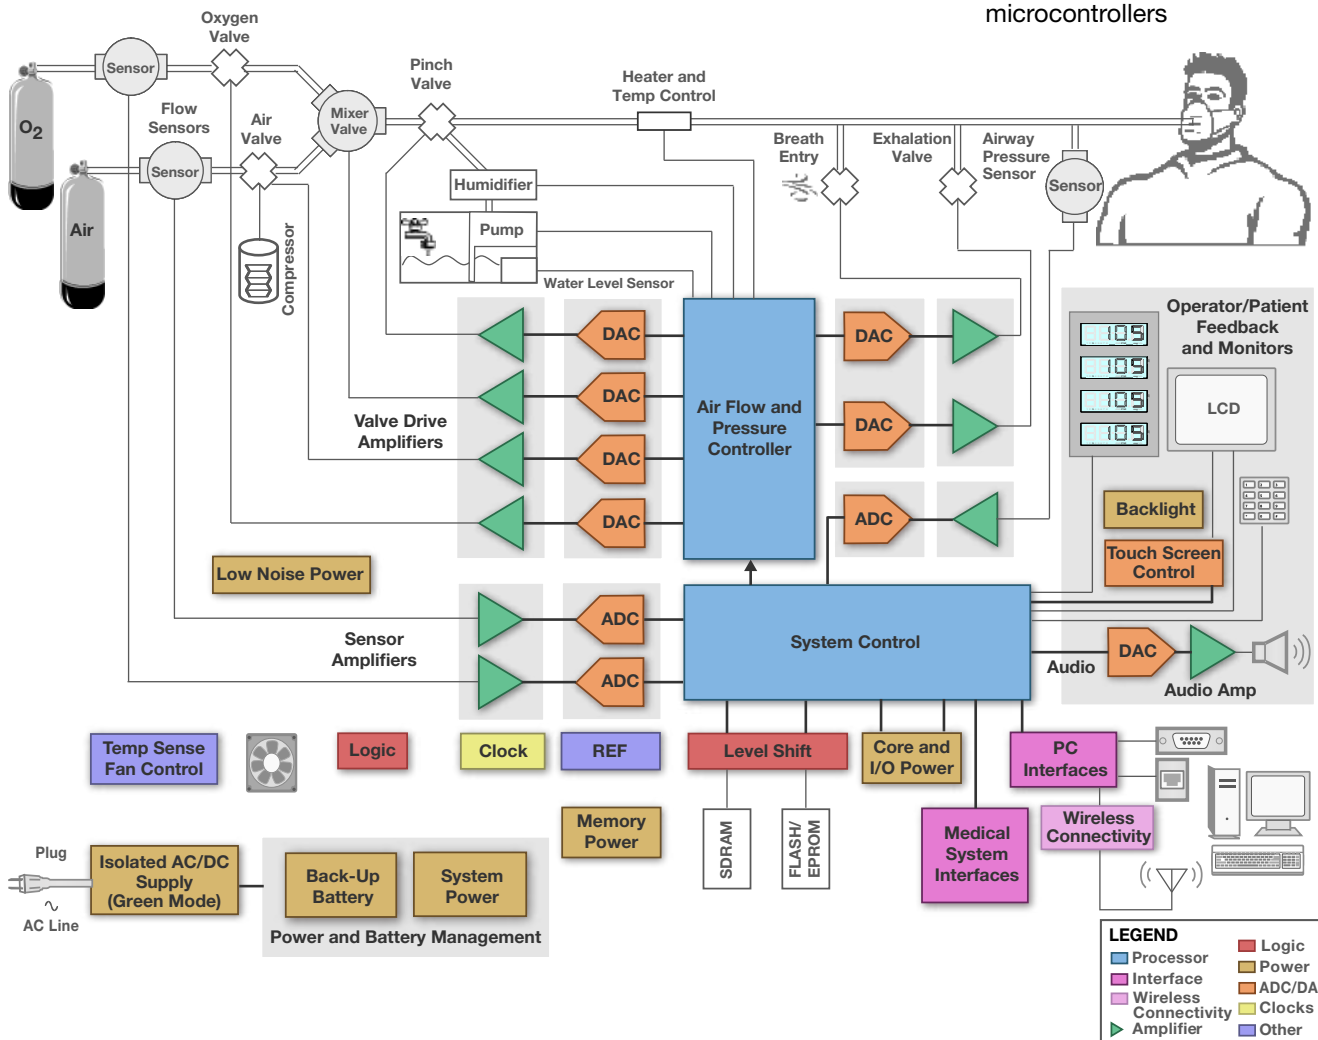 microcontrollers
Oxygen
Valve
Sensor
O2
Flow
Sensors
Air
Valve
Mixer
Valve
Pinch
Valve
Heater and
Temp Control
Breath
Entry
Exhalation
Valve
Airway
Pressure
Sensor
Sensor
Sensor
Air
Compressor
Humidifier
Pump
Water Level Sensor
DAC
DAC
DAC
DAC
Valve Drive
Amplifiers
Air Flow and
Pressure
Controller
DAC
DAC
ADC
Operator/Patient
Feedback
and Monitors
105
105
105
105
LCD
Backlight
Touch Screen
Control
Low Noise Power
Sensor
Amplifiers
ADC
ADC
System Control
Audio
DAC
Audio Amp
Temp Sense
Fan Control
Logic
Clock
REF
Level Shift
Core and
I/O Power
PC
Interfaces
Memory
Power
SDRAM
FLASH/
EPROM
Medical
System
Interfaces
Wireless
Connectivity
Plug
AC Line
Isolated AC/DC
Supply
(Green Mode)
Back-Up
Battery
System
Power
Power and Battery Management
LEGEND
Processor
Interface
Wireless
Connectivity
Amplifier
Logic
Power
ADC/DA
Clocks
Other